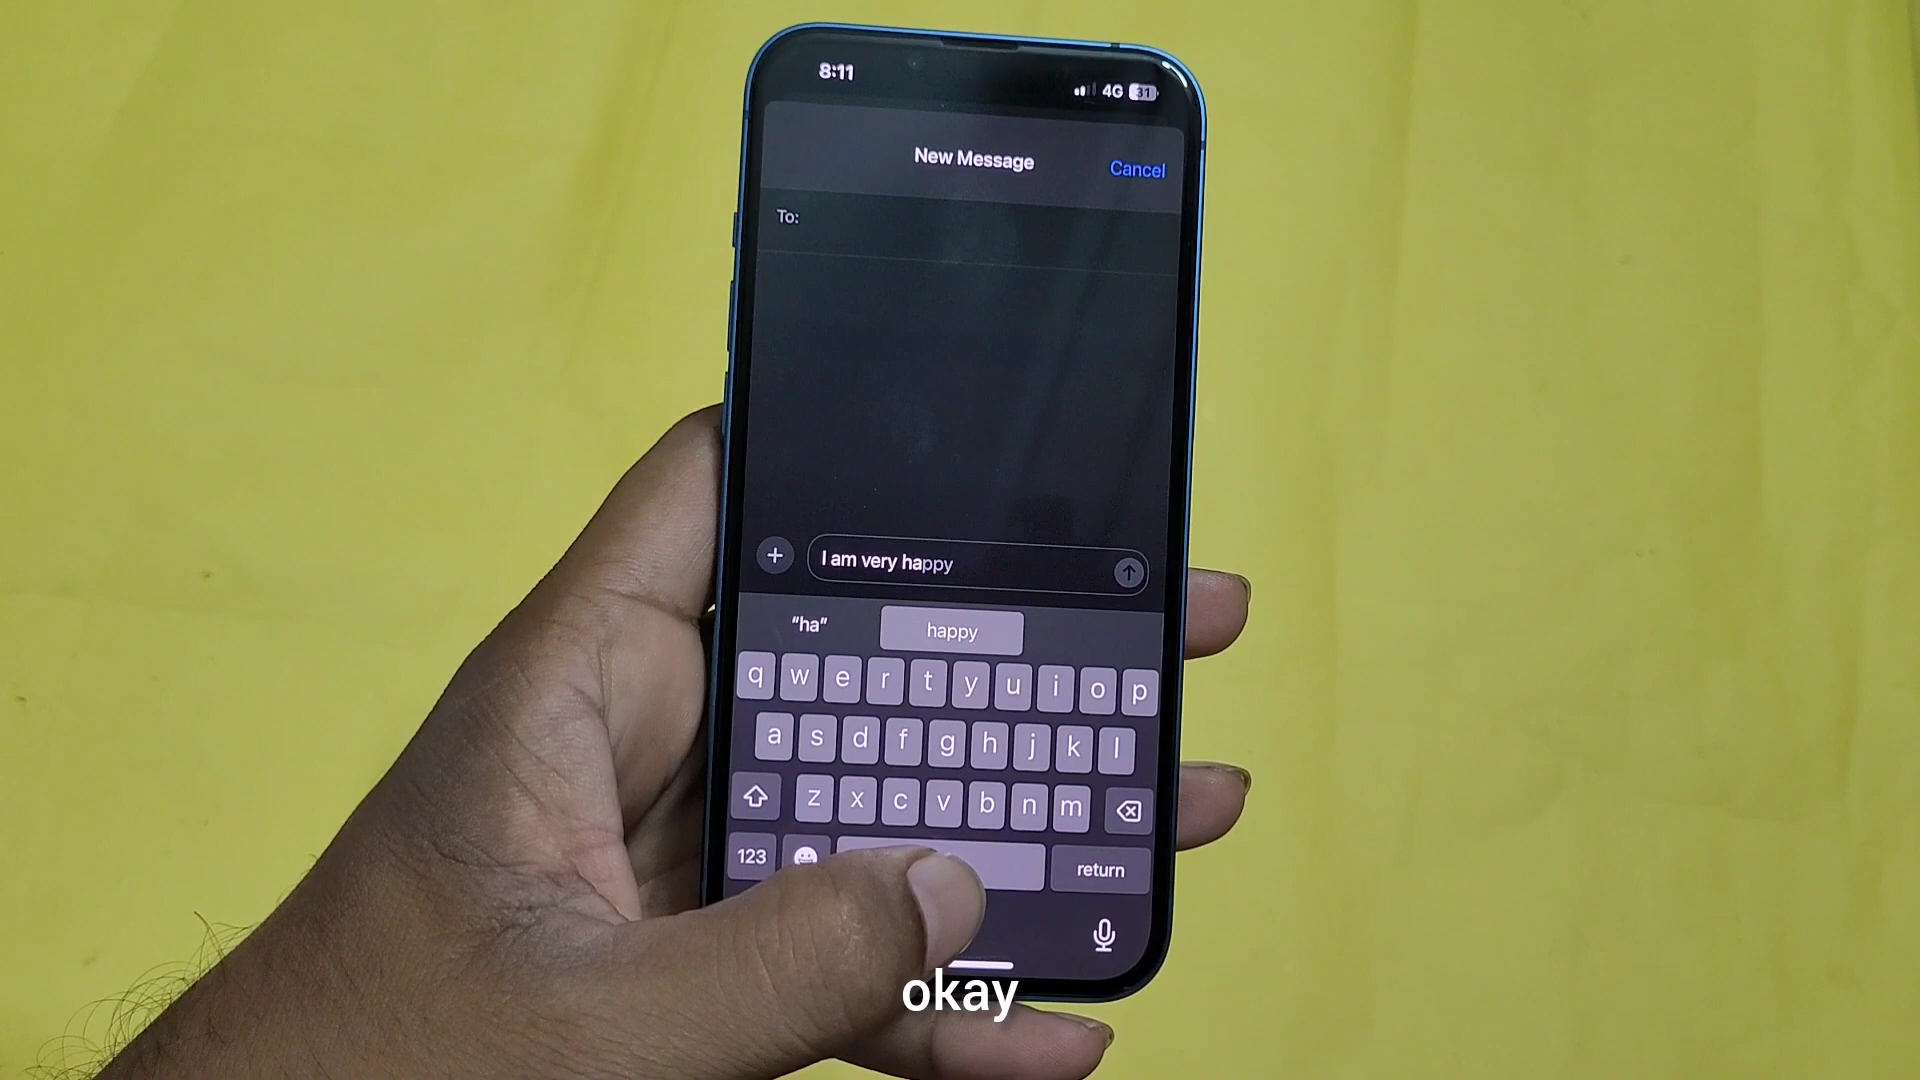 8:11
4G 31
New Message
Cancel
To:
I am very happy
“ha”
happy
q w e r t y u i o p
a s d f g h j k l
z x c v b n m
123
return
okay